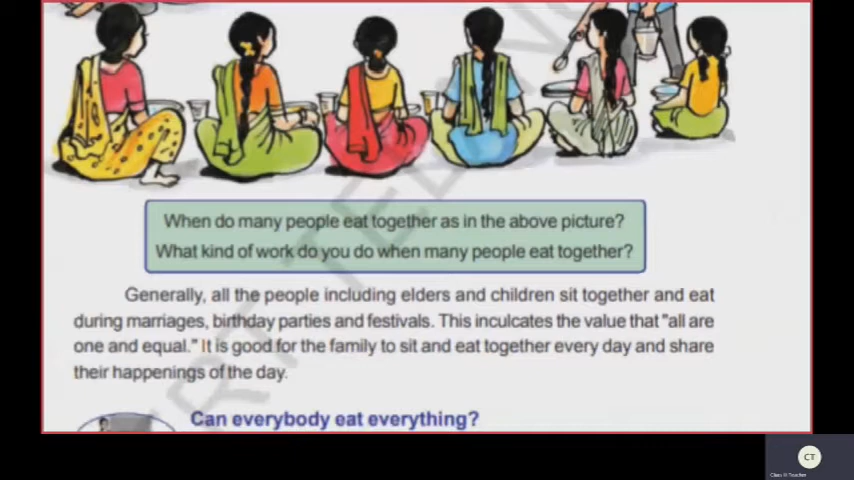 When do many people eat together as in the above picture?
What kind of work do you do when many people eat together?
Generally, all the people including elders and children sit together and eat
during marriages, birthday parties and festivals. This inculcates the value that "all are
one and equal." It is good for the family to sit and eat together every day and share
their happenings of the day.
Can everybody eat everything?
CT